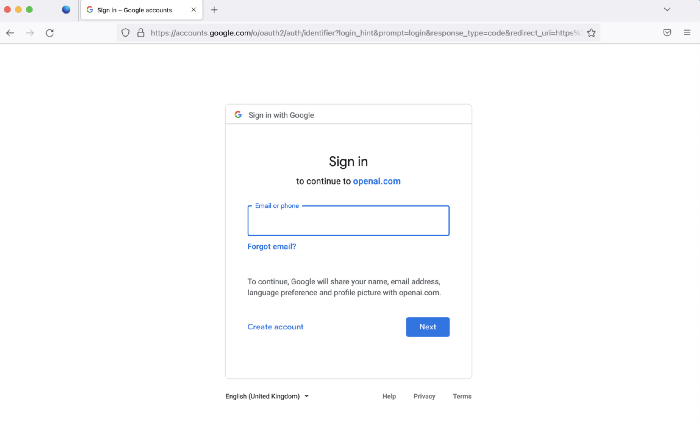 Sign in – Google accounts
https://accounts.google.com/o/oauth2/auth/identifier?login_hint&prompt=login&response_type=code&redirect_uri=https%
Sign in with Google
Sign in
to continue to openai.com
Email or phone
Forgot email?
To continue, Google will share your name, email address,
language preference and profile picture with openai.com.
Create account
Next
English (United Kingdom)
Help Privacy Terms